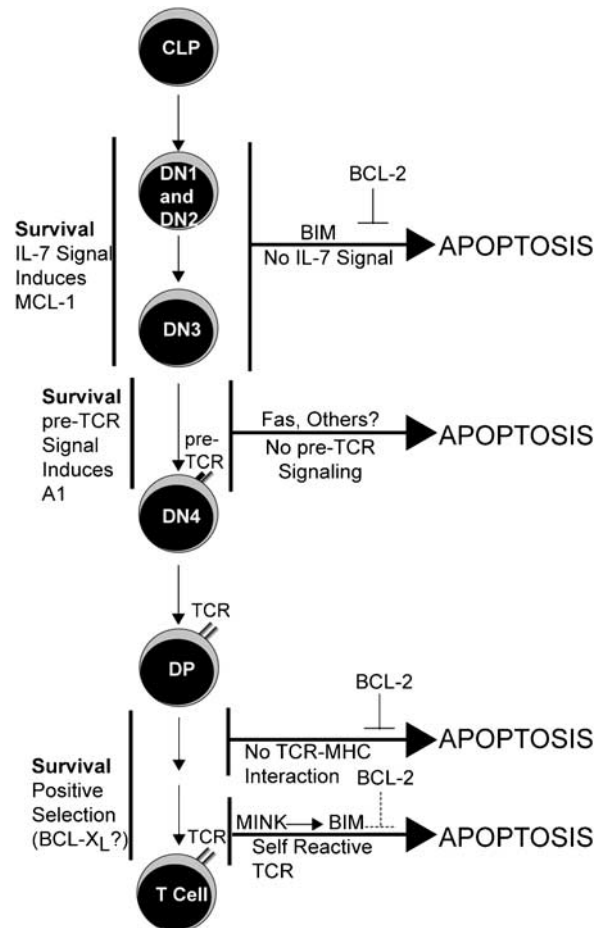 CLP
DN1
and
DN2
Survival
IL-7 Signal
Induces
MCL-1
BCL-2
BIM
No IL-7 Signal
APOPTOSIS
DN3
Survival
pre-TCR
Signal
Induces
A1
pre-
TCR
Fas, Others?
No pre-TCR
Signaling
APOPTOSIS
DN4
TCR
DP
BCL-2
No TCR-MHC
Interaction
APOPTOSIS
Survival
Positive
Selection
(BCL-XL?)
BCL-2
TCR
MINK BIM
Self Reactive
TCR
APOPTOSIS
T Cell